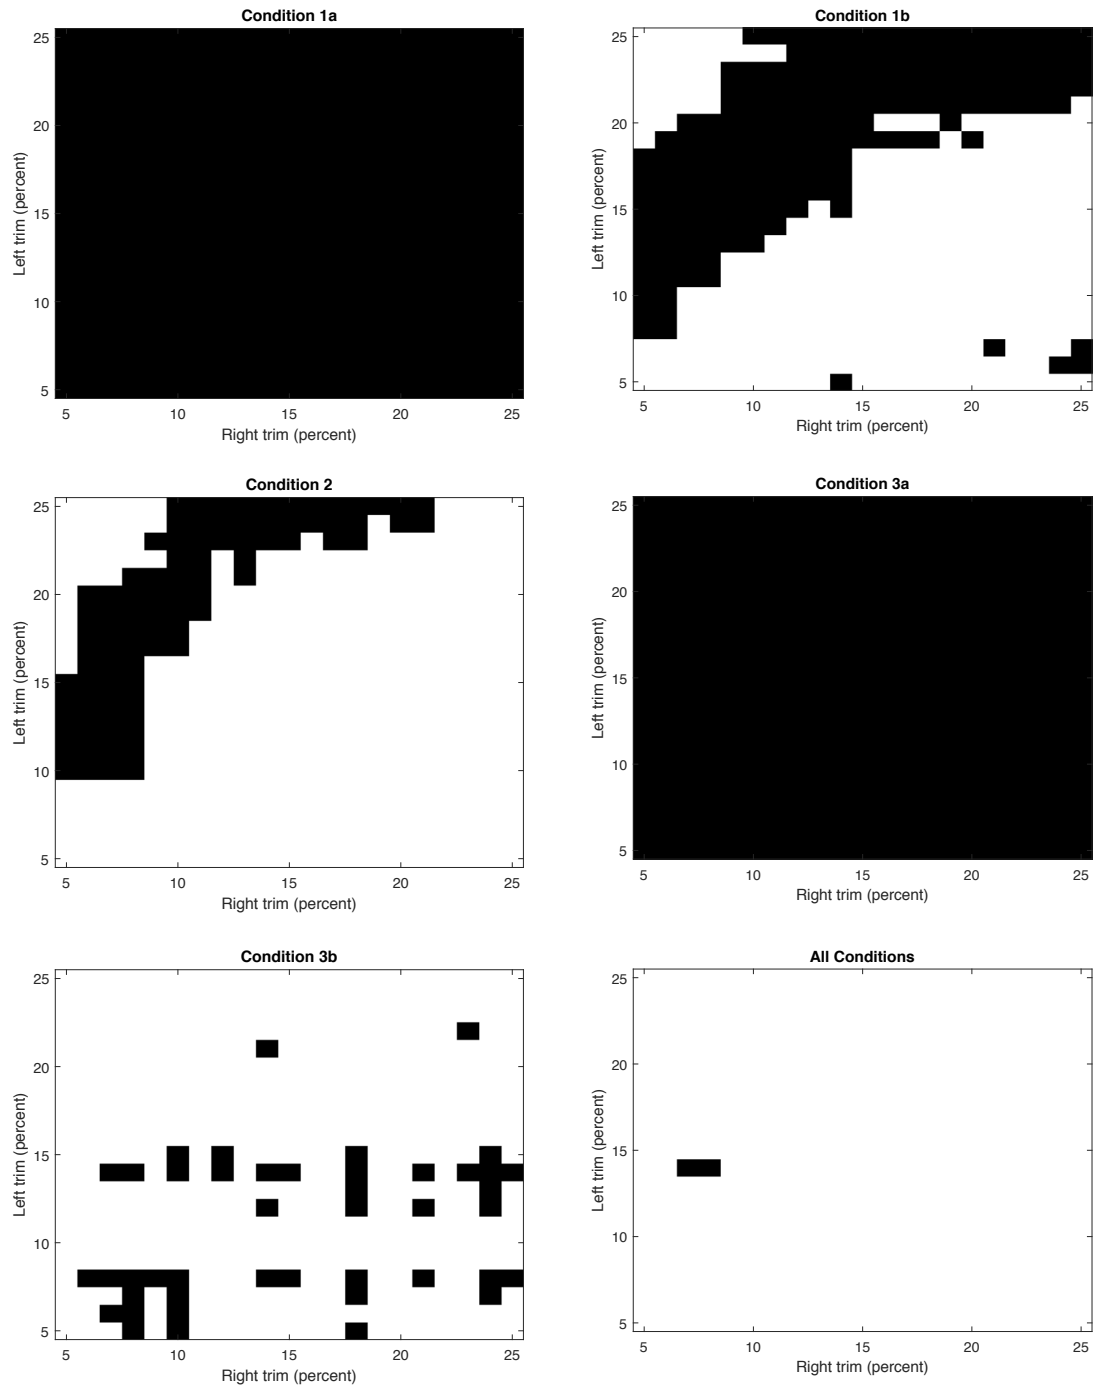 Condition 1a
25
20
15
10
5
Left trim (percent)
5 10 15 20 25
Right trim (percent)
Condition 1b
25
20
15
10
5
Left trim (percent)
5 10 15 20 25
Right trim (percent)
Condition 2
25
20
15
10
5
Left trim (percent)
5 10 15 20 25
Right trim (percent)
Condition 3a
25
20
15
10
5
Left trim (percent)
5 10 15 20 25
Right trim (percent)
Condition 3b
25
20
15
10
5
Left trim (percent)
5 10 15 20 25
Right trim (percent)
All Conditions
25
20
15
10
5
Left trim (percent)
5 10 15 20 25
Right trim (percent)